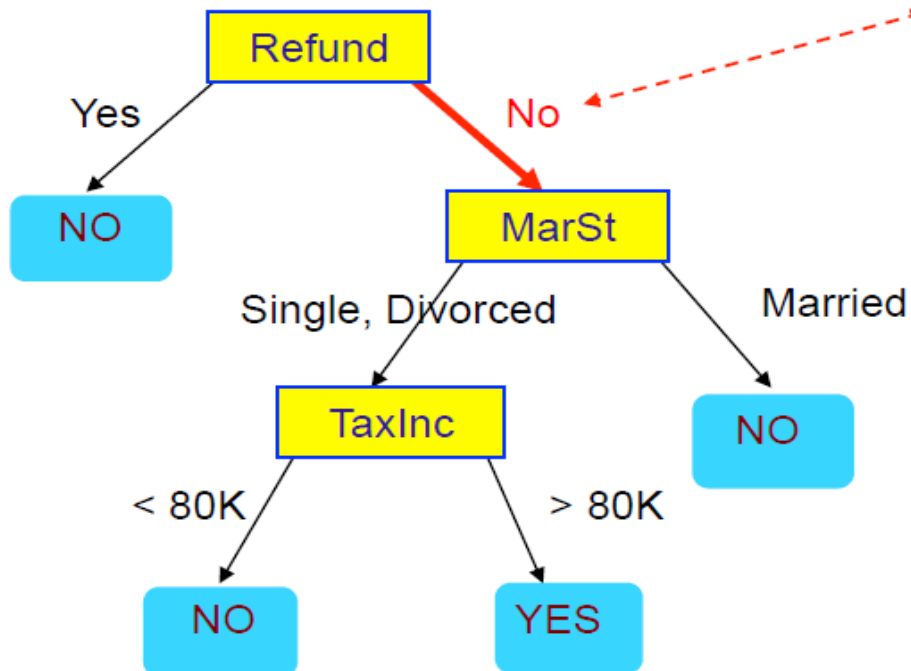 Refund
Yes
No
NO
MarSt
Single, Divorced
Married
TaxInc
NO
< 80K
> 80K
NO
YES